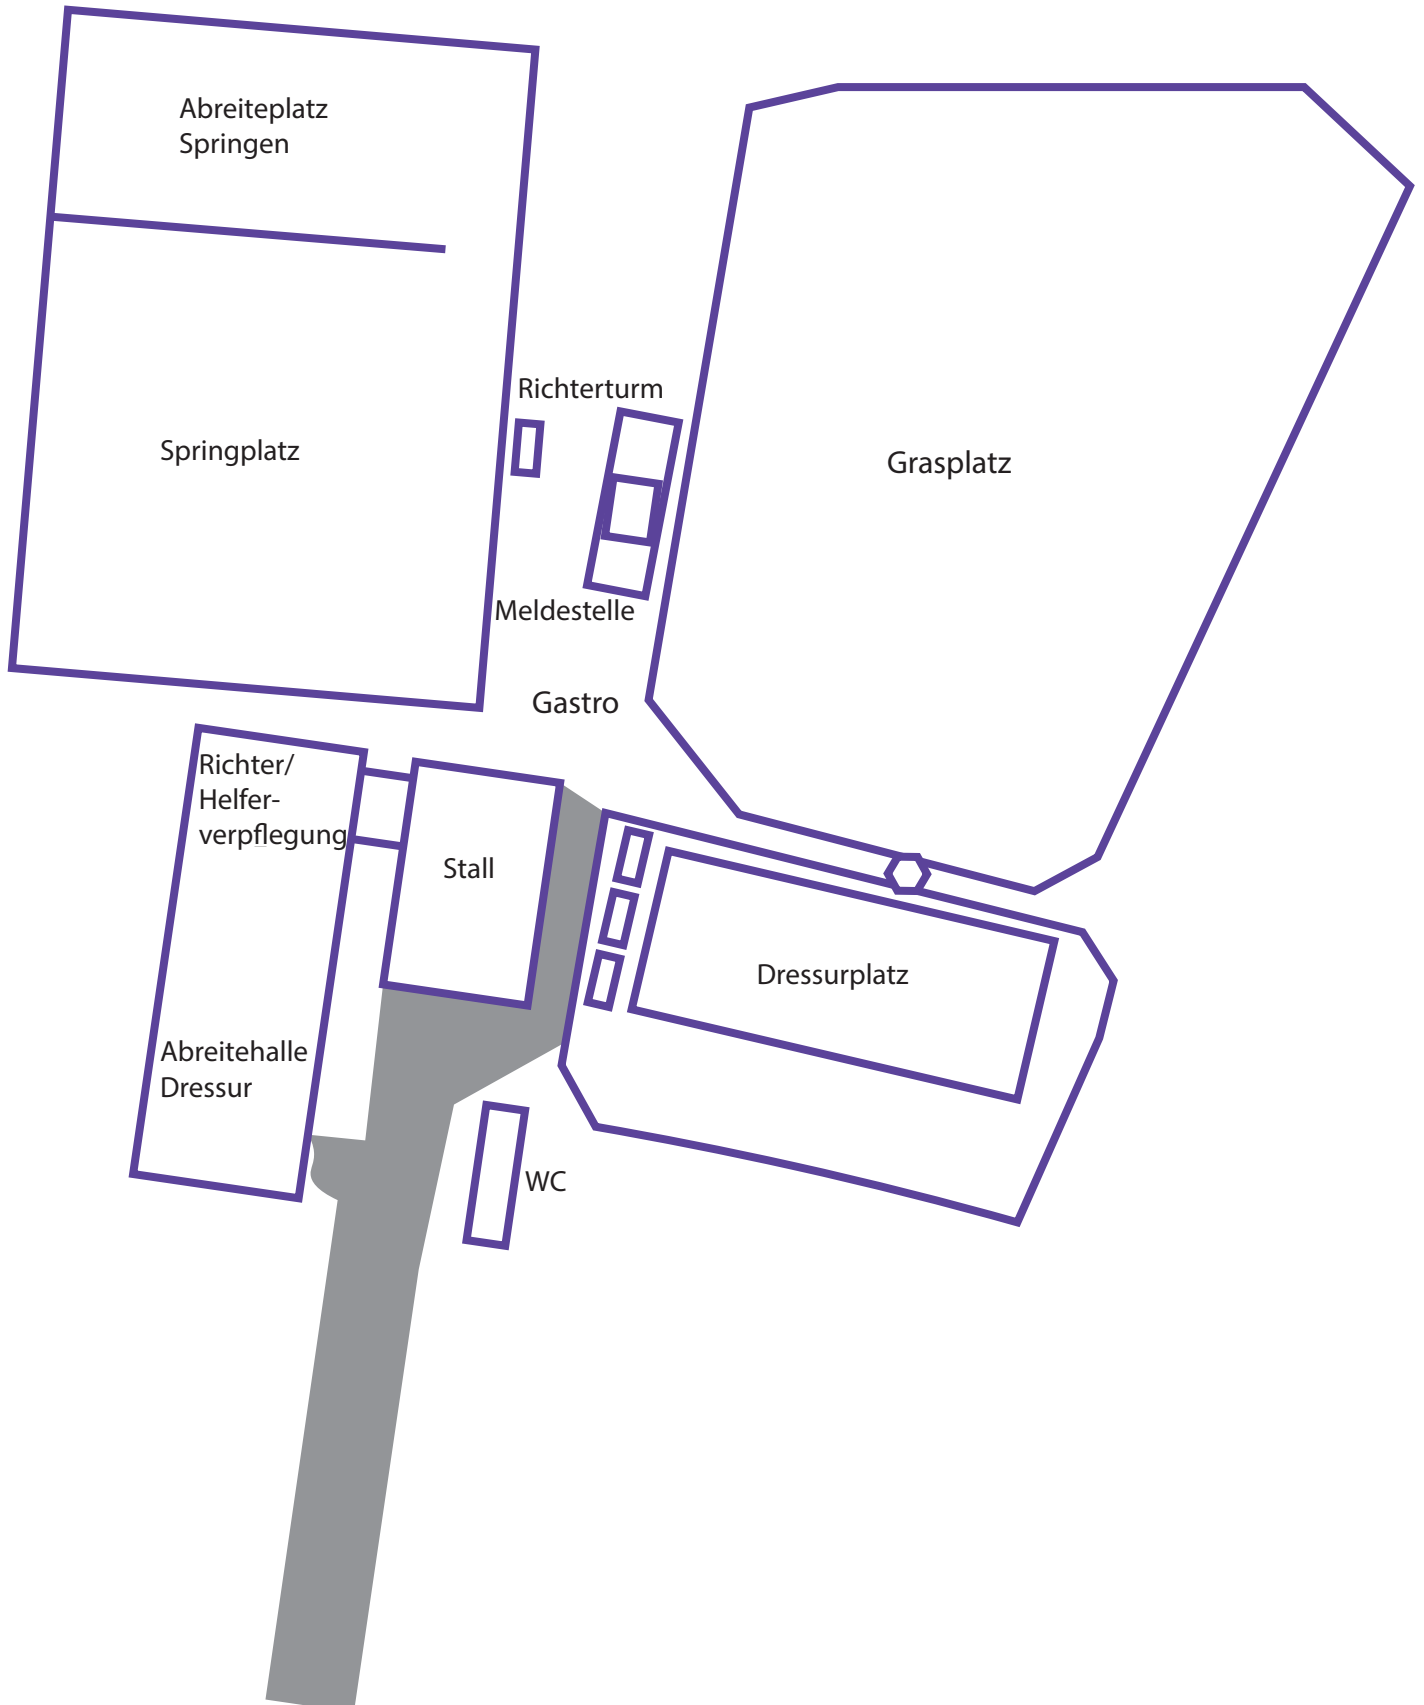 Abreiteplatz
Springen
Richterturm
Springplatz
Grasplatz
Meldestelle
Gastro
Richter/
Helfer-
verpflegung
Stall
Dressurplatz
Abreitehalle
Dressur
WC